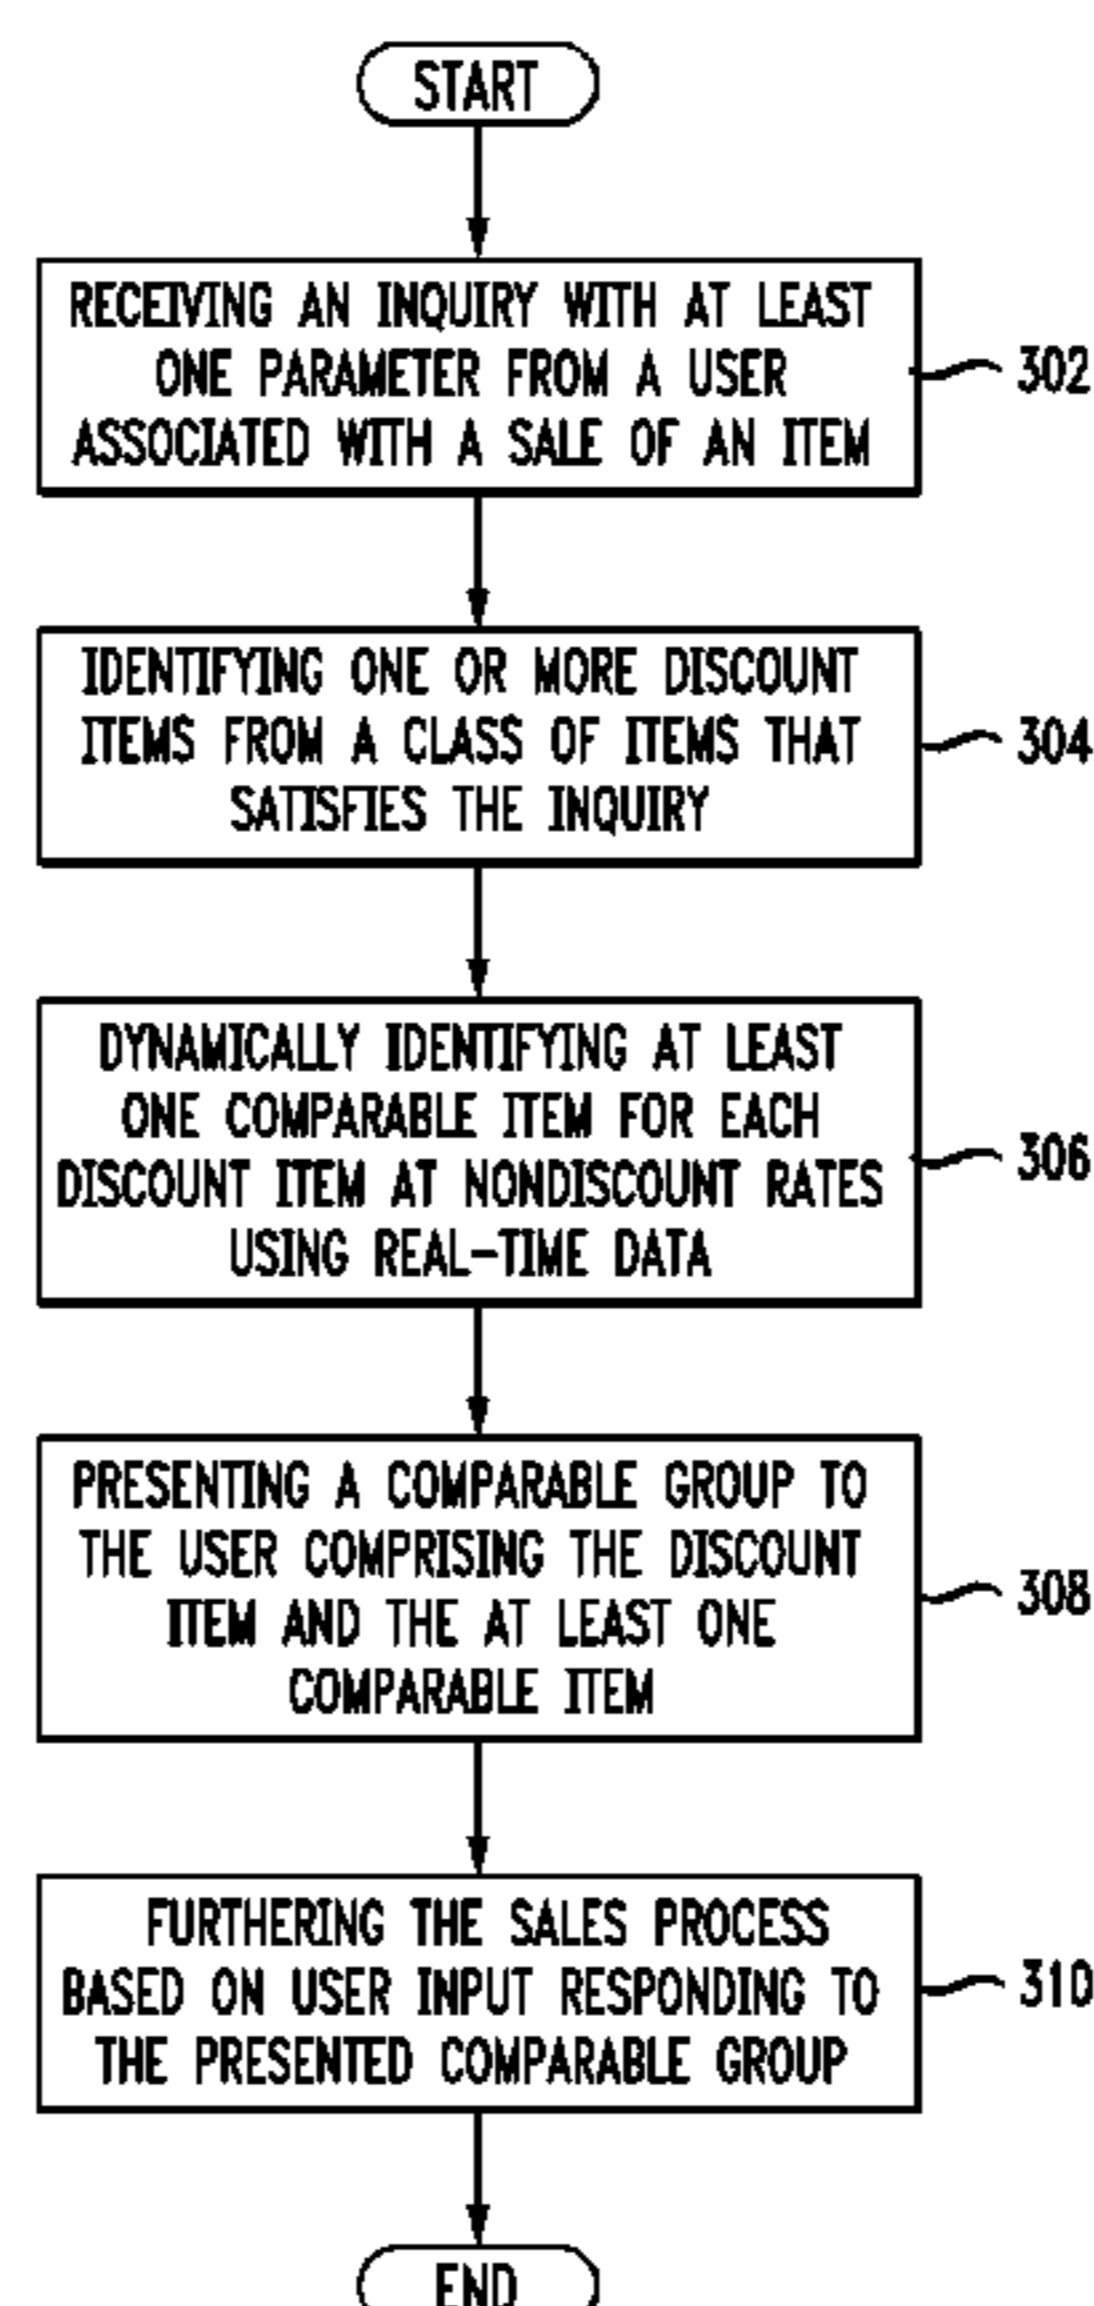 START
RECEIVING AN INQUIRY WITH AT LEAST
ONE PARAMETER FROM A USER
ASSOCIATED WITH A SALE OF AN ITEM
302
IDENTIFYING ONE OR MORE DISCOUNT
ITEMS FROM A CLASS OF ITEMS THAT
SATISFIES THE INQUIRY
304
DYNAMICALLY IDENTIFYING AT LEAST
ONE COMPARABLE ITEM FOR EACH
DISCOUNT ITEM AT NONDISCOUNT RATES
USING REAL-TIME DATA
306
PRESENTING A COMPARABLE GROUP TO
THE USER COMPRISING THE DISCOUNT
ITEM AND THE AT LEAST ONE
COMPARABLE ITEM
308
FURTHERING THE SALES PROCESS
BASED ON USER INPUT RESPONDING TO
THE PRESENTED COMPARABLE GROUP
310
END